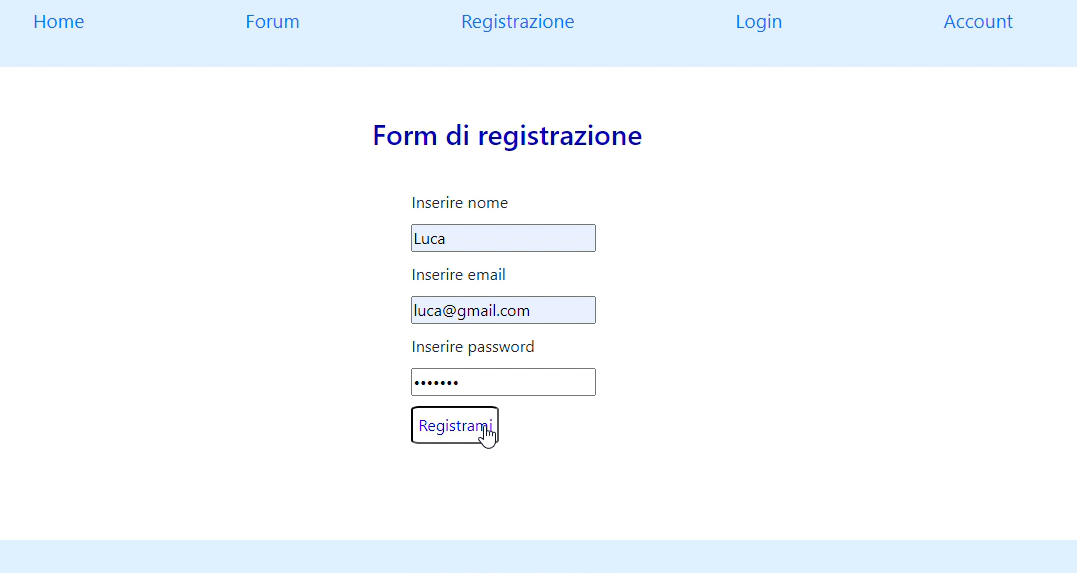 Home Forum Registrazione Login Account
Form di registrazione
Inserire nome
Luca
Inserire email
luca@gmail.com
Inserire password
•••••••
Registrami